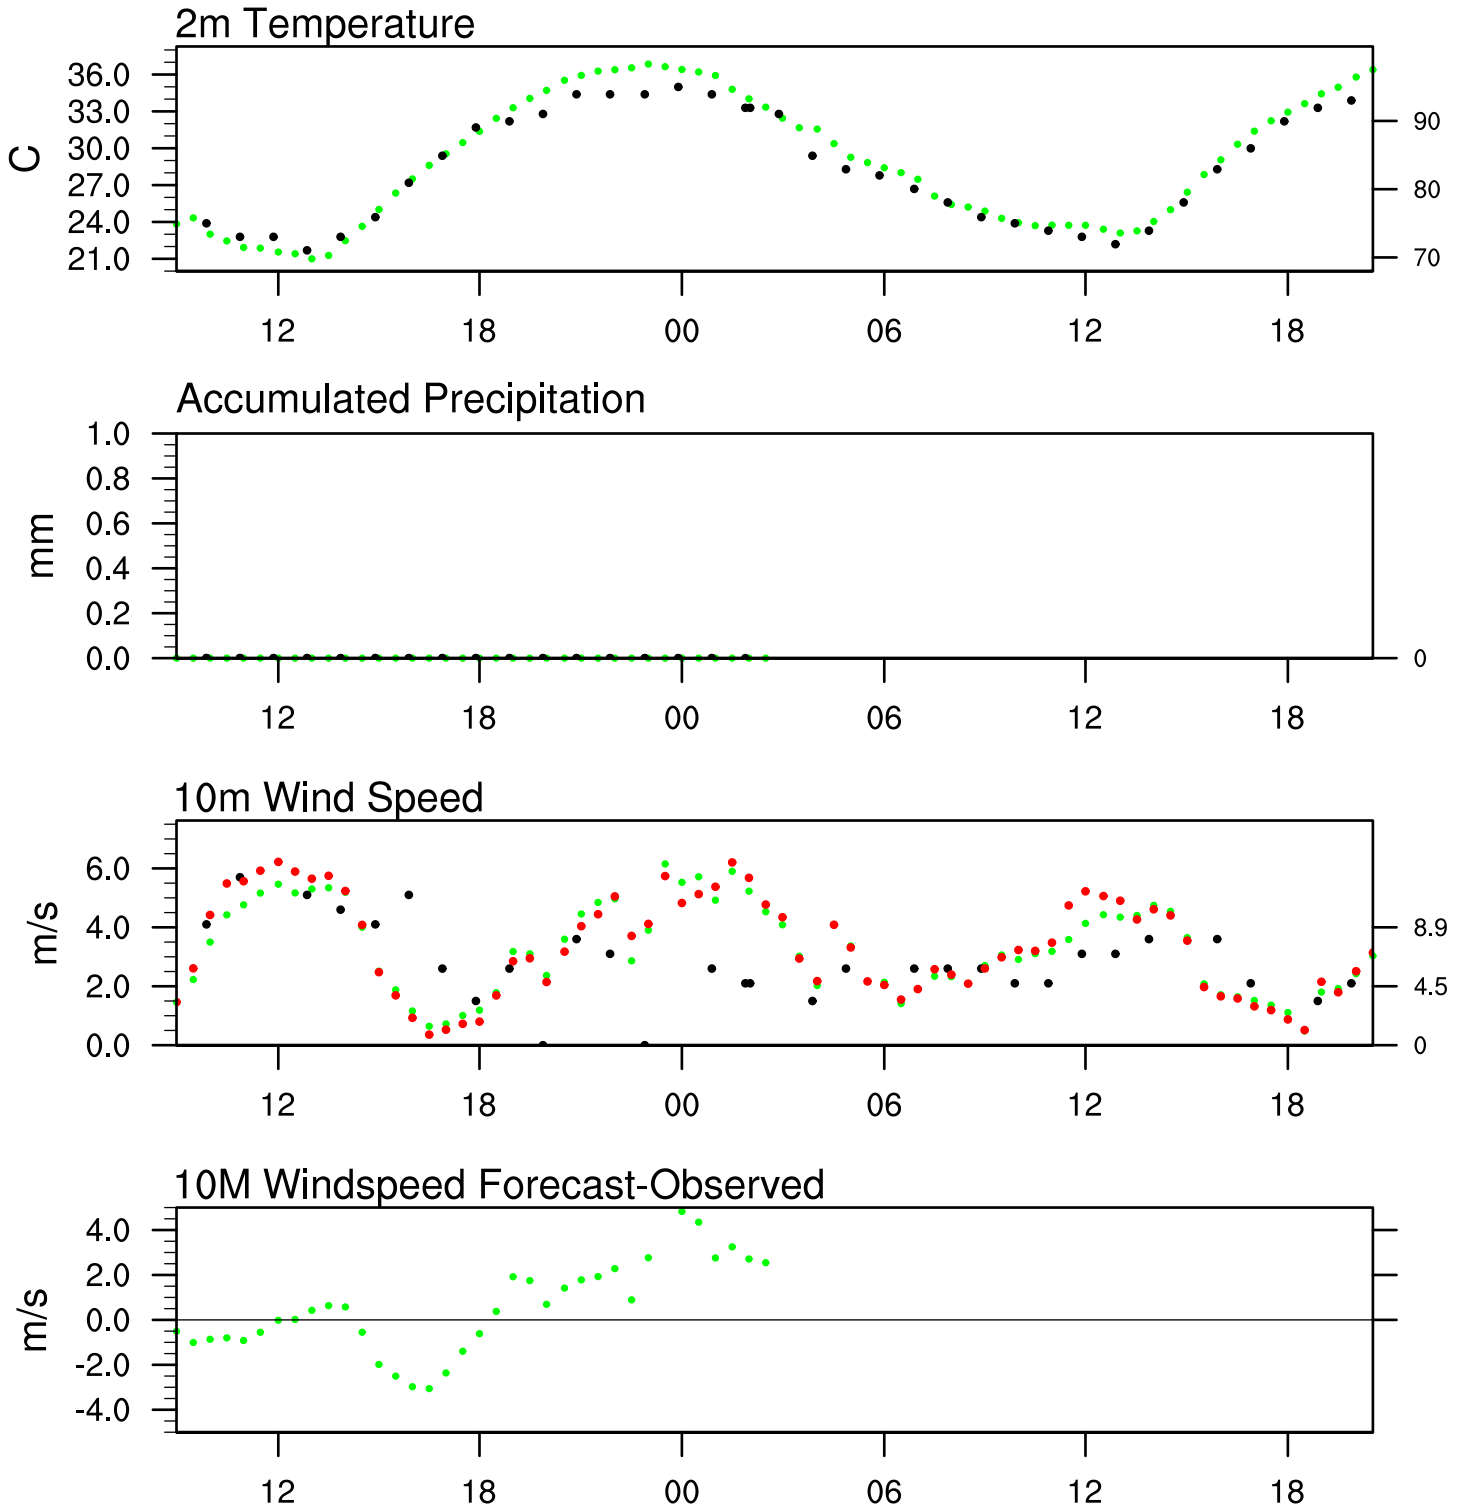 2m Temperature
36.0
33.0
90
30.0
C
27.0
80
24.0
21.0
70
12 18 00 06 12 18
Accumulated Precipitation
1.0
0.8
0.6
mm
0.4
0.2
0.0
0
12 18 00 06 12 18
10m Wind Speed
6.0
4.0
8.9
m/s
2.0
4.5
0.0
0
12 18 00 06 12 18
10M Windspeed Forecast-Observed
4.0
2.0
0.0
m/s
-2.0
-4.0
12 18 00 06 12 18